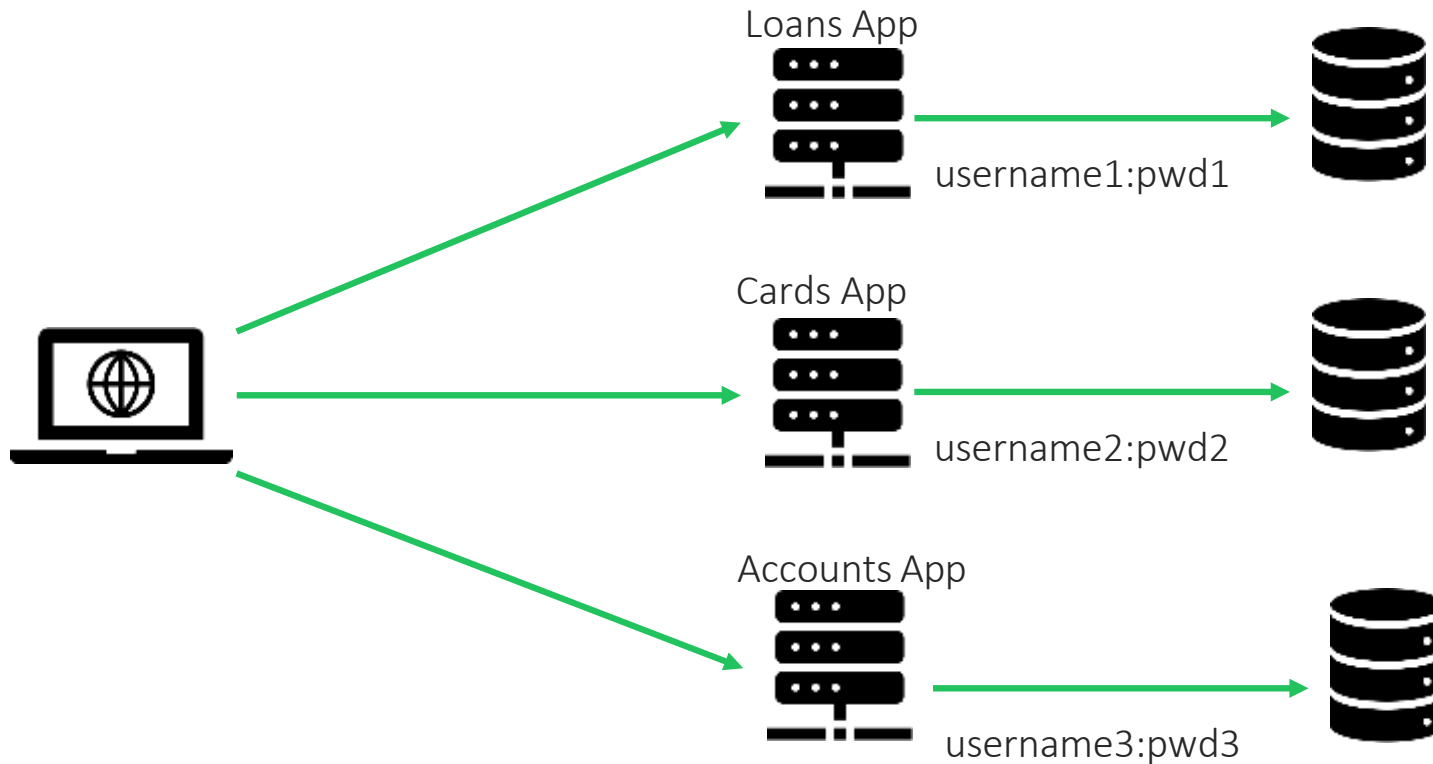 Loans App
username1:pwd1
Cards App
username2:pwd2
Accounts App
username3:pwd3